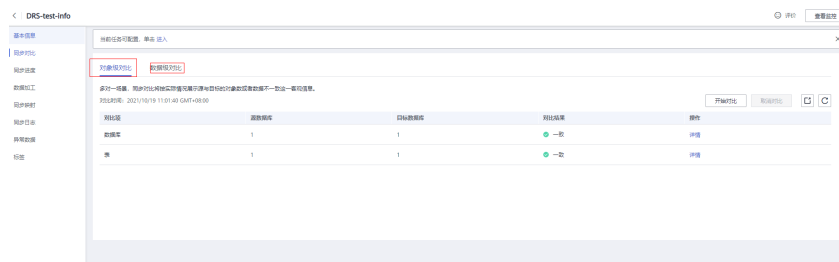 DRS-test-info
评价
查看监控
基本信息
同步对比
同步进度
数据加工
同步映射
同步日志
异常数据
标签
当前任务可配置，单击 进入
对象级对比
数据级对比
多对一场景，同步对比将按实际情况展示源与目标的对象数或者数据不一致这一客观信息。
对比时间：2021/10/19 11:01:40 GMT+08:00
开始对比
取消对比
对比项 源数据库 目标数据库 对比结果 操作
数据库 1 1 一致 详情
表 1 1 一致 详情